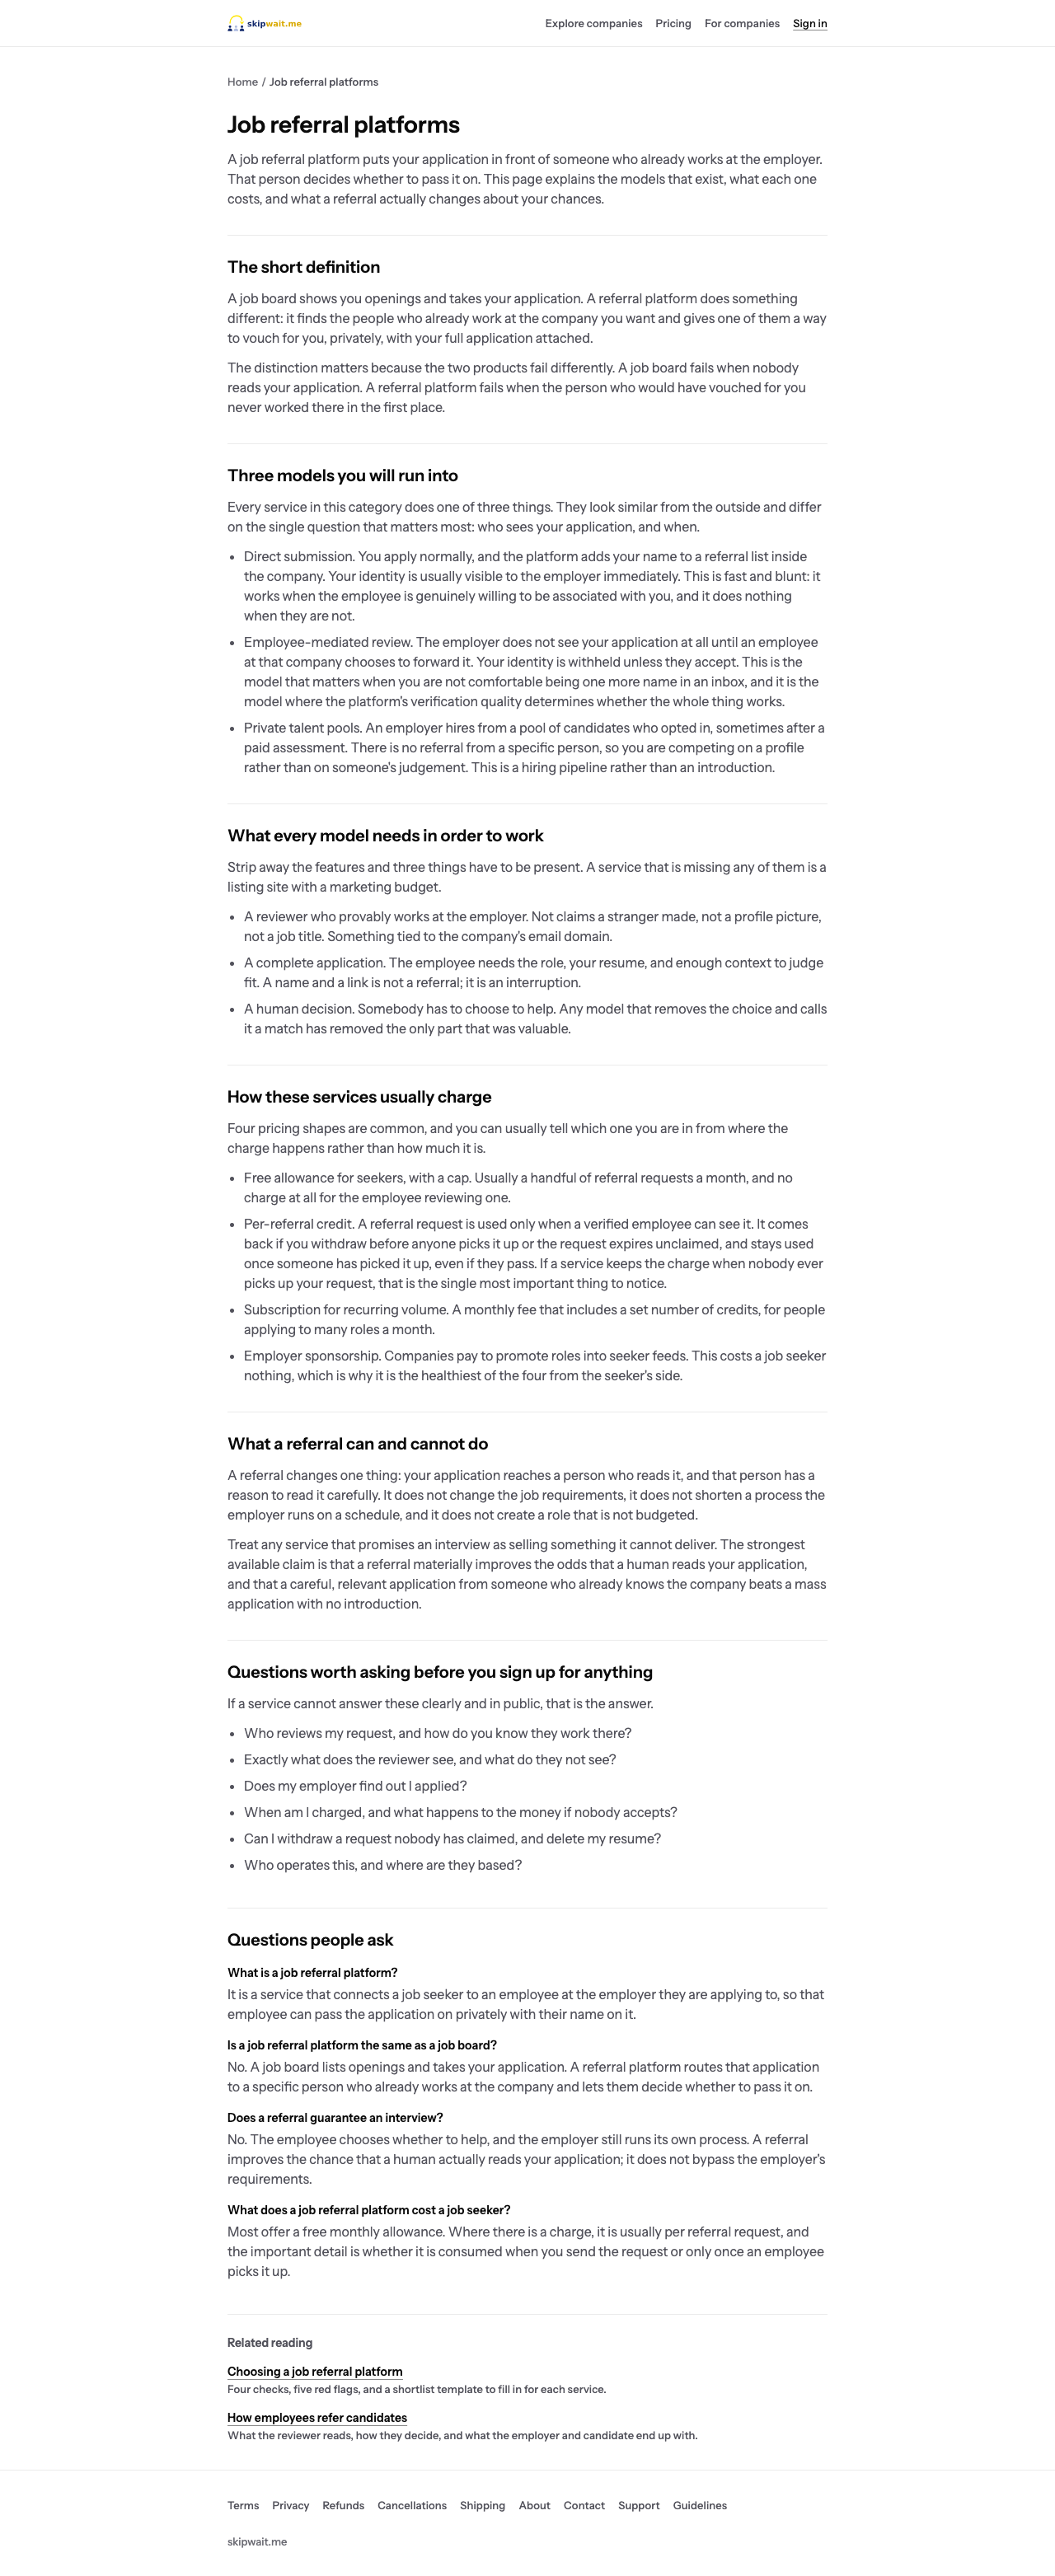 skipwait.me
Explore companies
Pricing
For companies
Sign in
Home / Job referral platforms
Job referral platforms
A job referral platform puts your application in front of someone who already works at the employer.
That person decides whether to pass it on. This page explains the models that exist, what each one
costs, and what a referral actually changes about your chances.
The short definition
A job board shows you openings and takes your application. A referral platform does something
different: it finds the people who already work at the company you want and gives one of them a way
to vouch for you, privately, with your full application attached.
The distinction matters because the two products fail differently. A job board fails when nobody
reads your application. A referral platform fails when the person who would have vouched for you
never worked there in the first place.
Three models you will run into
Every service in this category does one of three things. They look similar from the outside and differ
on the single question that matters most: who sees your application, and when.
• Direct submission. You apply normally, and the platform adds your name to a referral list inside
the company. Your identity is usually visible to the employer immediately. This is fast and blunt: it
works when the employee is genuinely willing to be associated with you, and it does nothing
when they are not.
• Employee-mediated review. The employer does not see your application at all until an employee
at that company chooses to forward it. Your identity is withheld unless they accept. This is the
model that matters when you are not comfortable being one more name in an inbox, and it is the
model where the platform's verification quality determines whether the whole thing works.
• Private talent pools. An employer hires from a pool of candidates who opted in, sometimes after a
paid assessment. There is no referral from a specific person, so you are competing on a profile
rather than on someone's judgement. This is a hiring pipeline rather than an introduction.
What every model needs in order to work
Strip away the features and three things have to be present. A service that is missing any of them is a
listing site with a marketing budget.
• A reviewer who provably works at the employer. Not claims a stranger made, not a profile picture,
not a job title. Something tied to the company's email domain.
• A complete application. The employee needs the role, your resume, and enough context to judge
fit. A name and a link is not a referral; it is an interruption.
• A human decision. Somebody has to choose to help. Any model that removes the choice and calls
it a match has removed the only part that was valuable.
How these services usually charge
Four pricing shapes are common, and you can usually tell which one you are in from where the
charge happens rather than how much it is.
• Free allowance for seekers, with a cap. Usually a handful of referral requests a month, and no
charge at all for the employee reviewing one.
• Per-referral credit. A referral request is used only when a verified employee can see it. It comes
back if you withdraw before anyone picks it up or the request expires unclaimed, and stays used
once someone has picked it up, even if they pass. If a service keeps the charge when nobody ever
picks up your request, that is the single most important thing to notice.
• Subscription for recurring volume. A monthly fee that includes a set number of credits, for people
applying to many roles a month.
• Employer sponsorship. Companies pay to promote roles into seeker feeds. This costs a job seeker
nothing, which is why it is the healthiest of the four from the seeker's side.
What a referral can and cannot do
A referral changes one thing: your application reaches a person who reads it, and that person has a
reason to read it carefully. It does not change the job requirements, it does not shorten a process the
employer runs on a schedule, and it does not create a role that is not budgeted.
Treat any service that promises an interview as selling something it cannot deliver. The strongest
available claim is that a referral materially improves the odds that a human reads your application,
and that a careful, relevant application from someone who already knows the company beats a mass
application with no introduction.
Questions worth asking before you sign up for anything
If a service cannot answer these clearly and in public, that is the answer.
• Who reviews my request, and how do you know they work there?
• Exactly what does the reviewer see, and what do they not see?
• Does my employer find out I applied?
• When am I charged, and what happens to the money if nobody accepts?
• Can I withdraw a request nobody has claimed, and delete my resume?
• Who operates this, and where are they based?
Questions people ask
What is a job referral platform?
It is a service that connects a job seeker to an employee at the employer they are applying to, so that
employee can pass the application on privately with their name on it.
Is a job referral platform the same as a job board?
No. A job board lists openings and takes your application. A referral platform routes that application
to a specific person who already works at the company and lets them decide whether to pass it on.
Does a referral guarantee an interview?
No. The employee chooses whether to help, and the employer still runs its own process. A referral
improves the chance that a human actually reads your application; it does not bypass the employer's
requirements.
What does a job referral platform cost a job seeker?
Most offer a free monthly allowance. Where there is a charge, it is usually per referral request, and
the important detail is whether it is consumed when you send the request or only once an employee
picks it up.
Related reading
Choosing a job referral platform
Four checks, five red flags, and a shortlist template to fill in for each service.
How employees refer candidates
What the reviewer reads, how they decide, and what the employer and candidate end up with.
Terms
Privacy
Refunds
Cancellations
Shipping
About
Contact
Support
Guidelines
skipwait.me